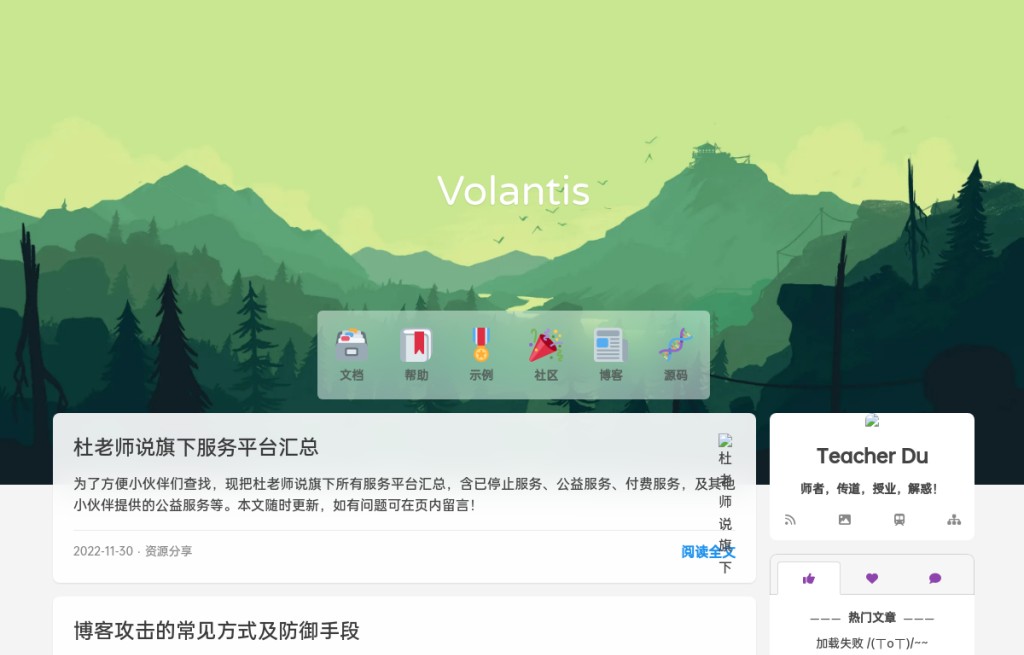 Volantis
文档 帮助 示例 社区 博客 源码
杜老师说旗下服务平台汇总
为了方便小伙伴们查找，现把杜老师说旗下所有服务平台汇总，含已停止服务、公益服务、付费服务，及其他
小伙伴提供的公益服务等。本文随时更新，如有问题可在页内留言！
2022-11-30 · 资源分享
阅读全文
杜
老
师
说
旗
下
博客攻击的常见方式及防御手段
Teacher Du
师者，传道，授业，解惑！
——— 热门文章 ———
加载失败 /(ㄒoㄒ)/~~